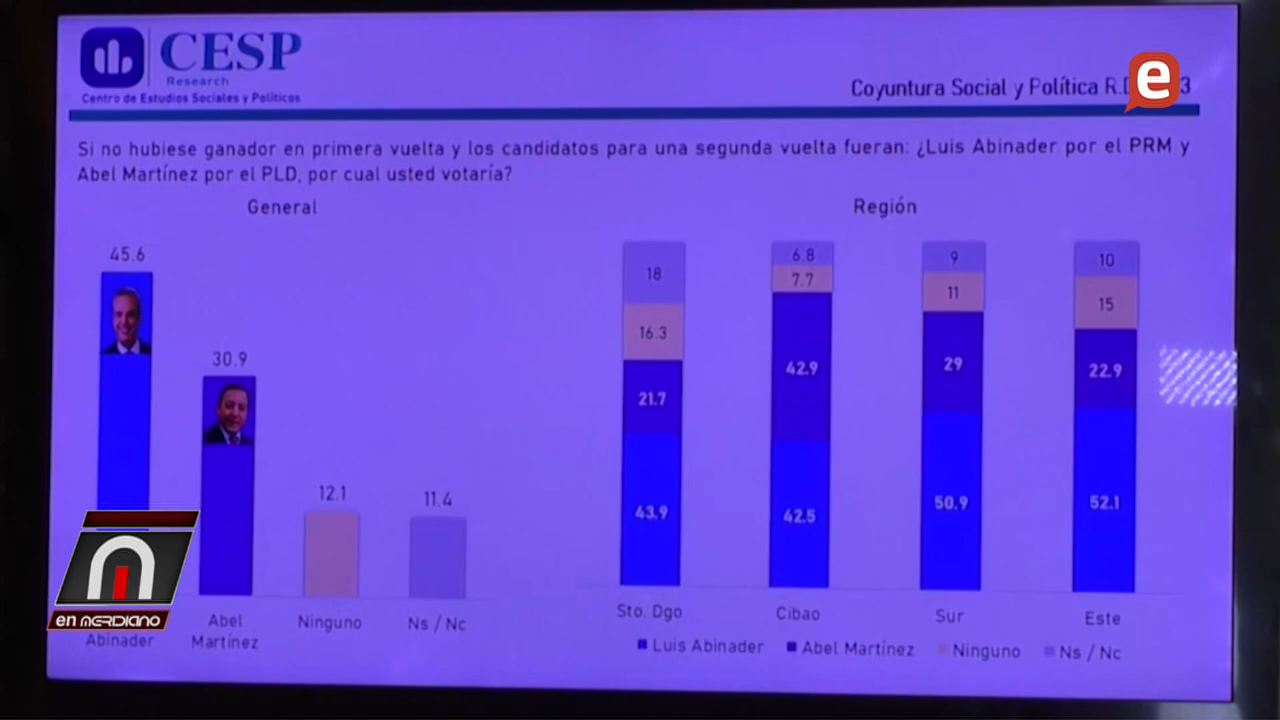 CESP
Research
Centro de Estudios Sociales y Políticos
Coyuntura Social y Política
e
Si no hubiese ganador en primera vuelta y los candidatos para una segunda vuelta fueran: ¿Luis Abinader por el PRM y
Abel Martínez por el PLD, por cual usted votaría?
General
45.6
30.9
12.1
11.4
Abinader
Abel
Martínez
Ninguno
Ns / Nc
Región
18
16.3
21.7
43.9
6.8
7.7
42.9
42.5
9
11
29
50.9
10
15
22.9
52.1
Sto. Dgo
Cibao
Sur
Este
Luis Abinader
Abel Martínez
Ninguno
Ns / Nc
en MERDIANO